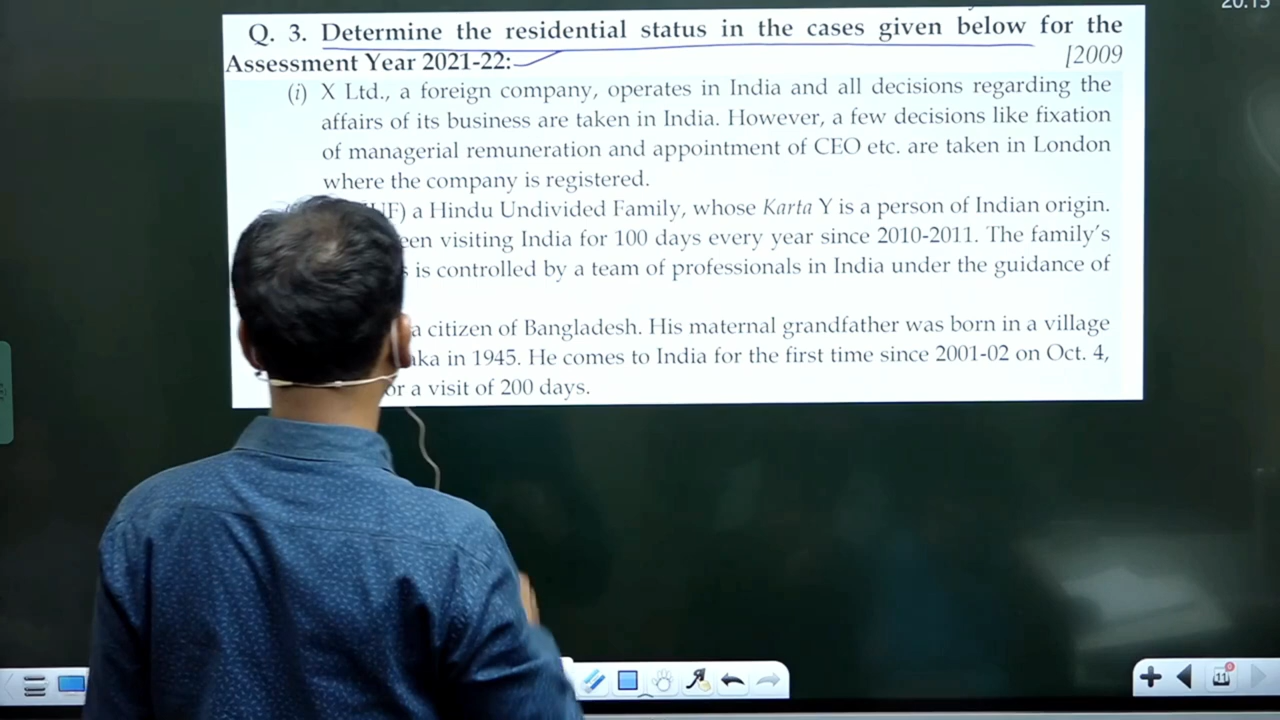 Q. 3. Determine the residential status in the cases given below for the
Assessment Year 2021-22:
[2009
(i) X Ltd., a foreign company, operates in India and all decisions regarding the
affairs of its business are taken in India. However, a few decisions like fixation
of managerial remuneration and appointment of CEO etc. are taken in London
where the company is registered.
a Hindu Undivided Family, whose Karta Y is a person of Indian origin.
visiting India for 100 days every year since 2010-2011. The family's
is controlled by a team of professionals in India under the guidance of
a citizen of Bangladesh. His maternal grandfather was born in a village
in 1945. He comes to India for the first time since 2001-02 on Oct. 4,
a visit of 200 days.
11